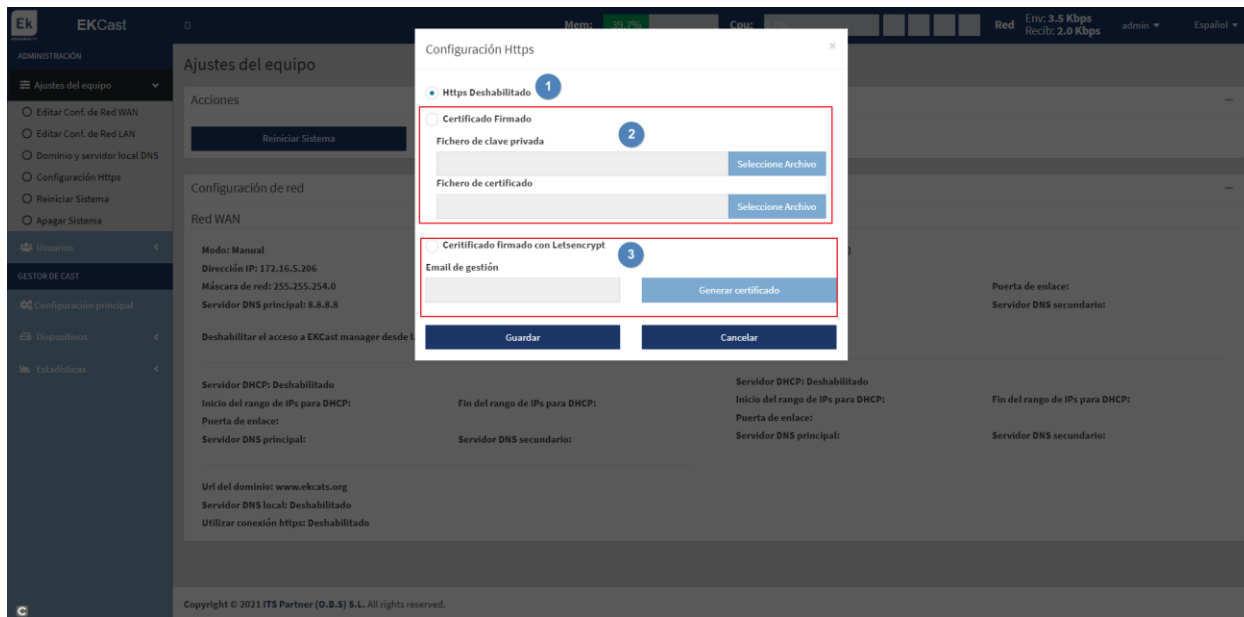 Ek
EKCast
Mem: 39.7%
Cpu:
Red
Env: 3.5 Kbps
Recib: 2.0 Kbps
admin
Español
ADMINISTRACIÓN
Ajustes del equipo
Editar Conf. de Red WAN
Editar Conf. de Red LAN
Dominio y servidor local DNS
Configuración Https
Reiniciar Sistema
Apagar Sistema
Usuarios
GESTOR DE CAST
Configuración principal
Dispositivos
Estadísticas
Ajustes del equipo
Acciones
Reiniciar Sistema
Configuración de red
Red WAN
Modo: Manual
Dirección IP: 172.16.5.206
Máscara de red: 255.255.254.0
Puerta de enlace:
Servidor DNS principal: 8.8.8.8
Servidor DNS secundario:
Deshabilitar el acceso a EKCast manager desde l
Configuración Https
×
Https Deshabilitado
1
Certificado Firmado
2
Fichero de clave privada
Seleccione Archivo
Fichero de certificado
Seleccione Archivo
Ceritificado firmado con Letsencrypt
3
Email de gestión
Generar certificado
Guardar
Cancelar
Servidor DHCP: Deshabilitado
Inicio del rango de IPs para DHCP:
Fin del rango de IPs para DHCP:
Puerta de enlace:
Servidor DNS principal:
Servidor DNS secundario:
Servidor DHCP: Deshabilitado
Inicio del rango de IPs para DHCP:
Fin del rango de IPs para DHCP:
Puerta de enlace:
Servidor DNS principal:
Servidor DNS secundario:
Url del dominio: www.ekcats.org
Servidor DNS local: Deshabilitado
Utilizar conexión https: Deshabilitado
Copyright © 2021 ITS Partner (O.B.S) S.L. All rights reserved.
C